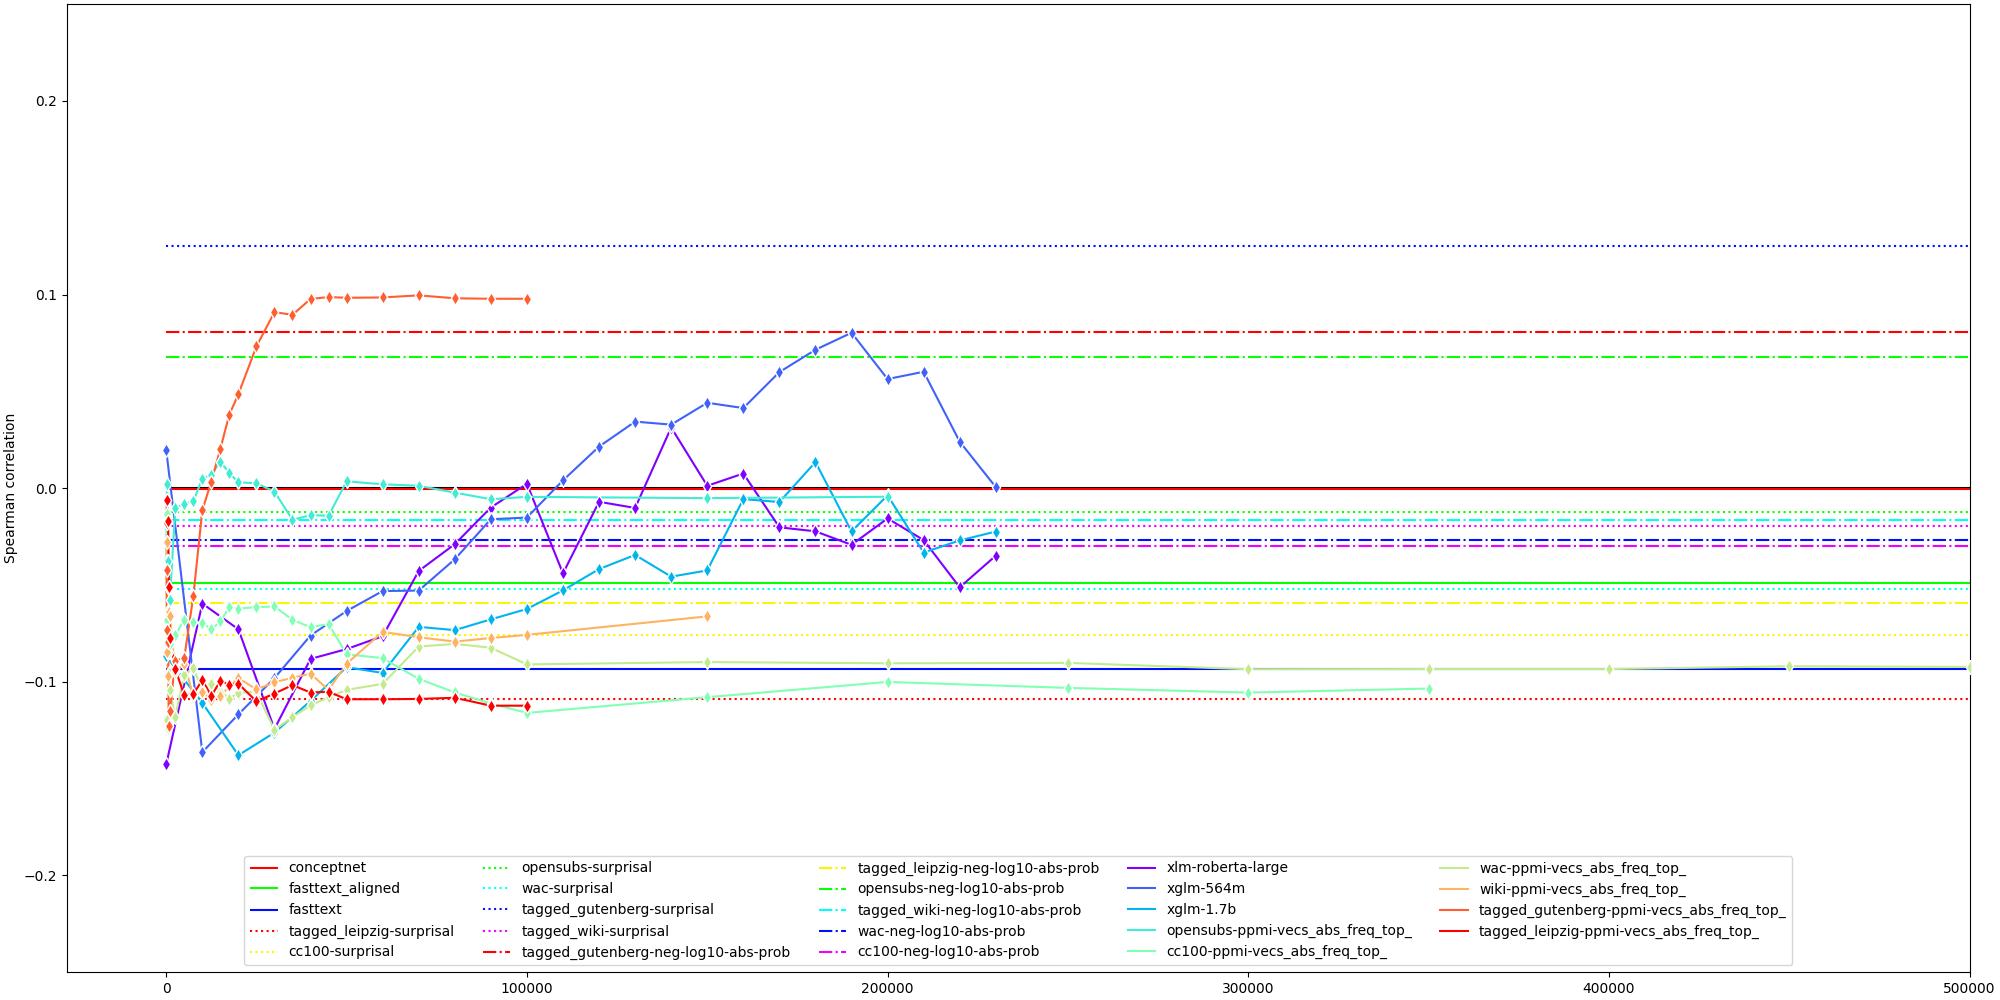 Spearman correlation
0.2
0.1
0.0
−0.1
−0.2
0
100000
200000
300000
400000
500000
conceptnet
fasttext_aligned
fasttext
tagged_leipzig-surprisal
cc100-surprisal
opensubs-surprisal
wac-surprisal
tagged_gutenberg-surprisal
tagged_wiki-surprisal
tagged_gutenberg-neg-log10-abs-prob
tagged_leipzig-neg-log10-abs-prob
opensubs-neg-log10-abs-prob
tagged_wiki-neg-log10-abs-prob
wac-neg-log10-abs-prob
cc100-neg-log10-abs-prob
xlm-roberta-large
xglm-564m
xglm-1.7b
opensubs-ppmi-vecs_abs_freq_top_
cc100-ppmi-vecs_abs_freq_top_
wac-ppmi-vecs_abs_freq_top_
wiki-ppmi-vecs_abs_freq_top_
tagged_gutenberg-ppmi-vecs_abs_freq_top_
tagged_leipzig-ppmi-vecs_abs_freq_top_